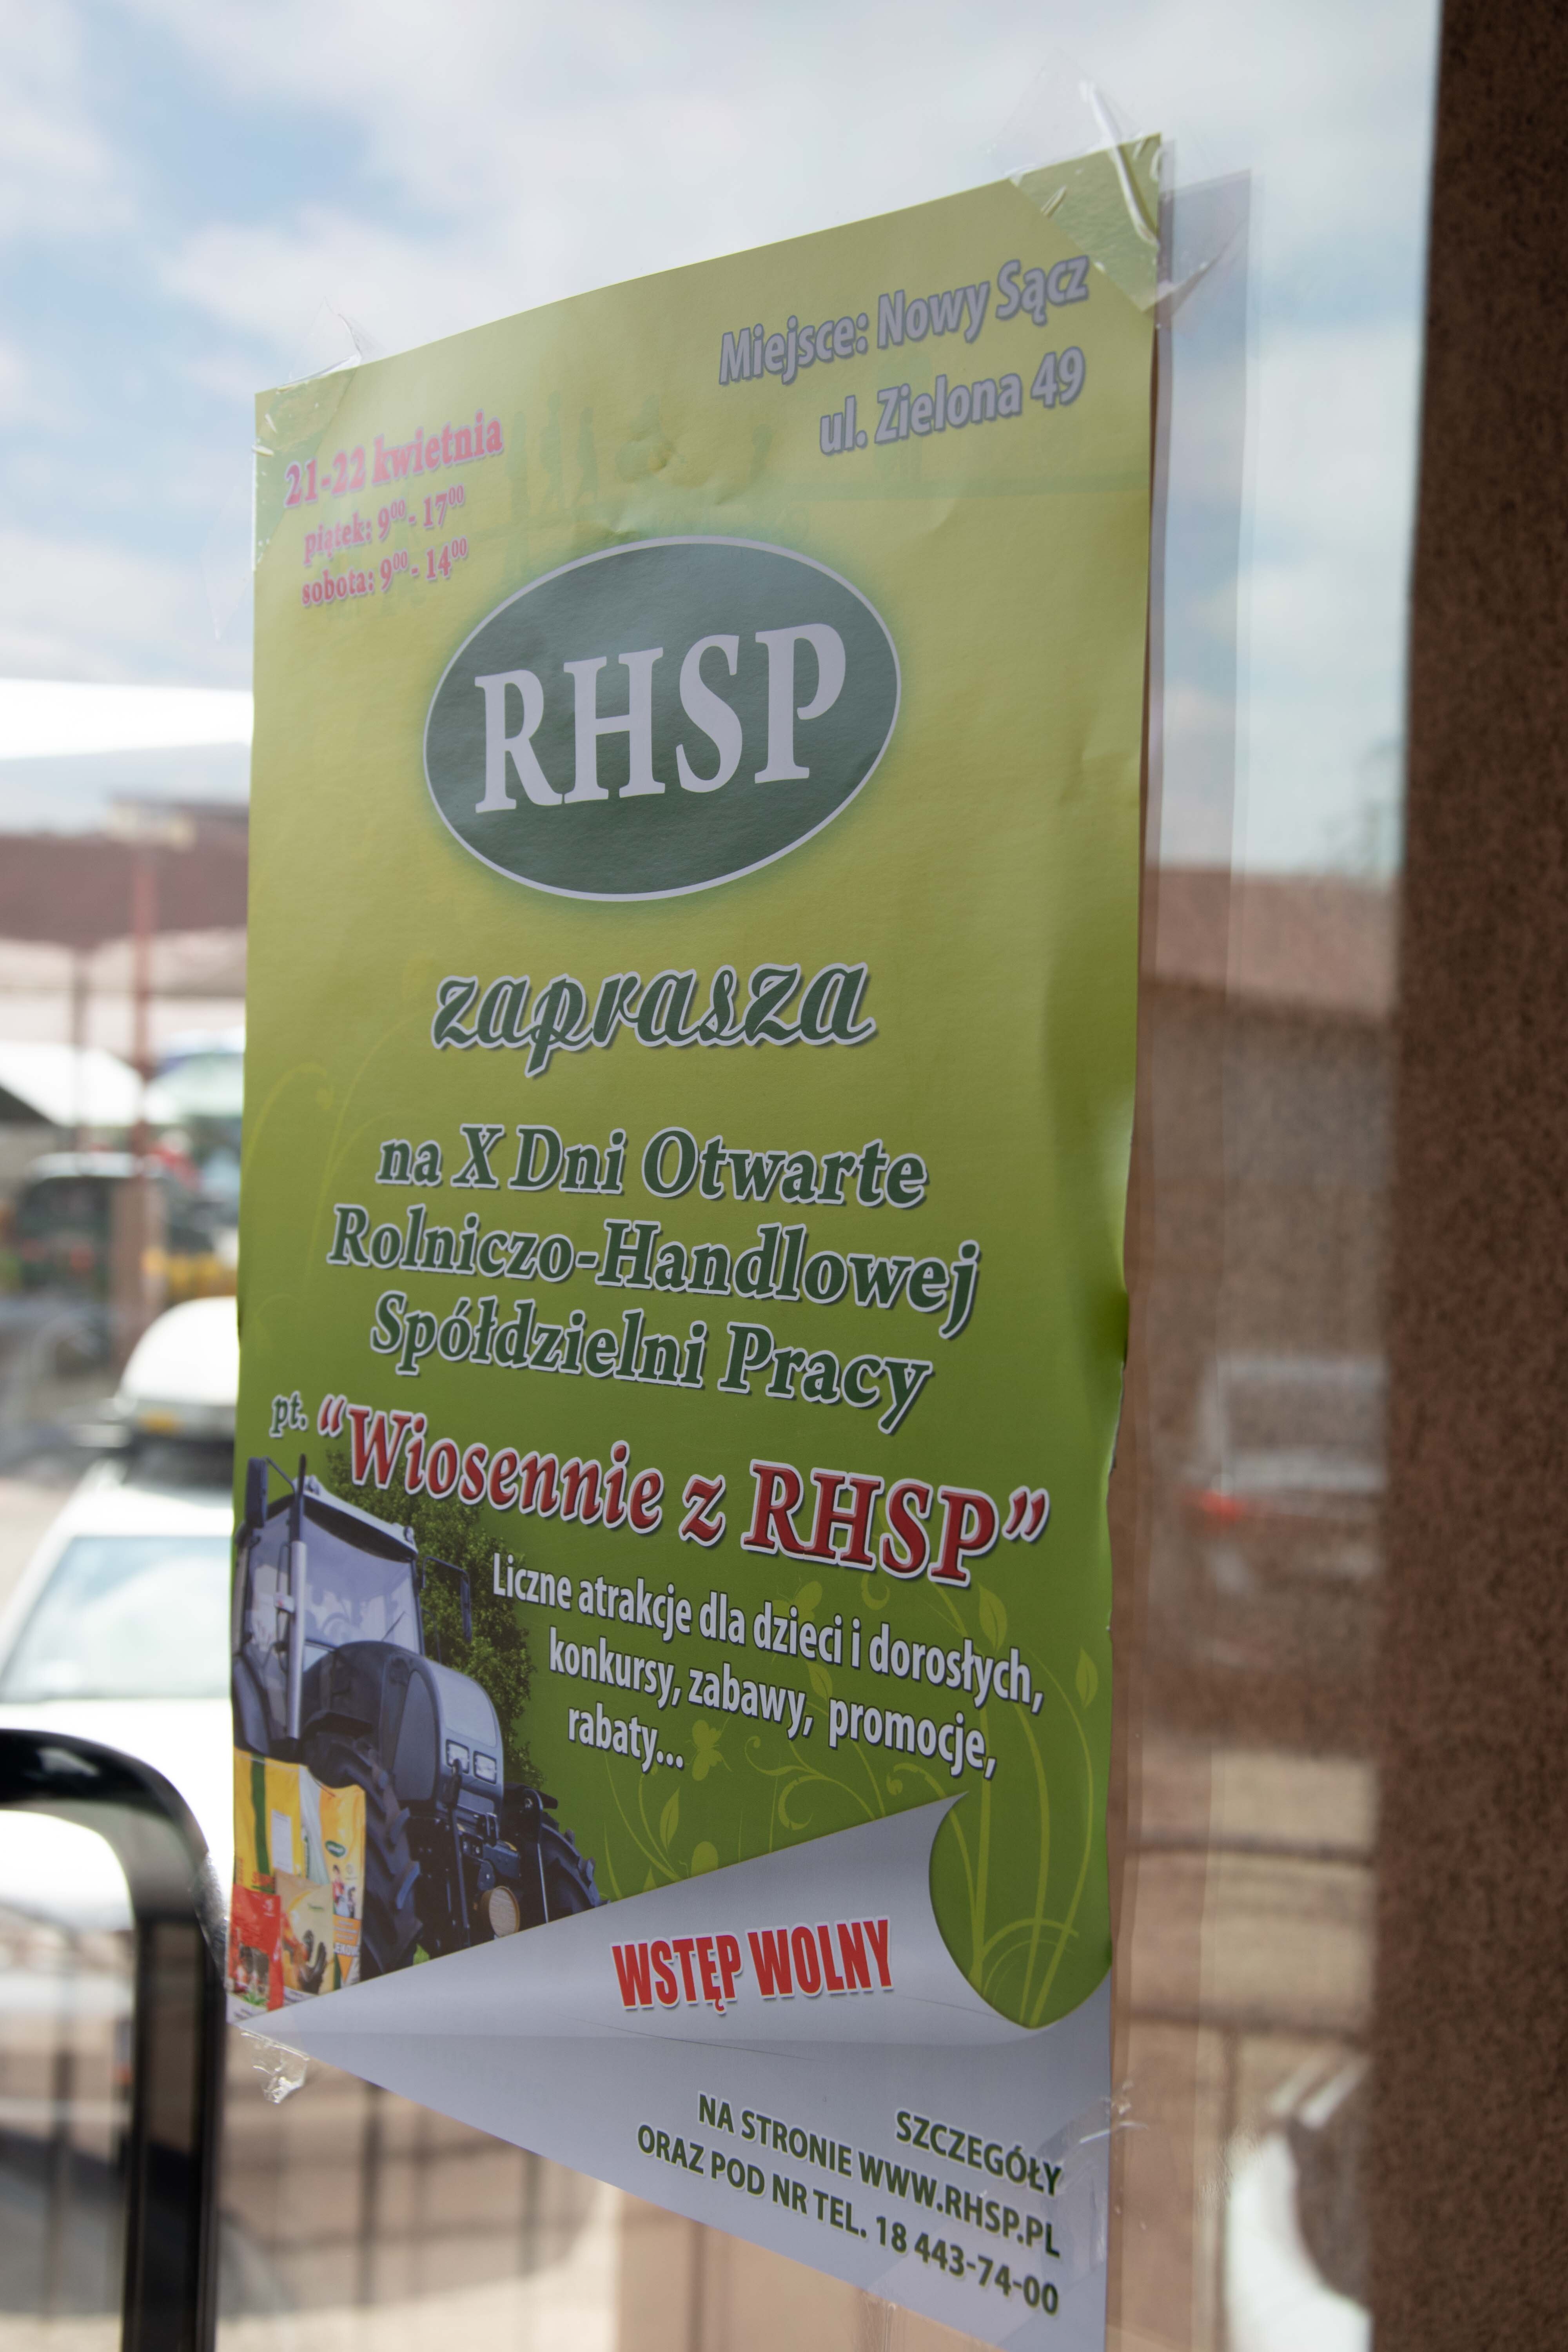 Miejsce: Nowy Sącz
ul. Zielona 49
21-22 kwietnia
piątek: 9⁰⁰ - 17⁰⁰
sobota: 9⁰⁰ - 14⁰⁰
RHSP
zaprasza
na X Dni Otwarte
Rolniczo-Handlowej
Spółdzielni Pracy
pt. “Wiosennie z RHSP”
Liczne atrakcje dla dzieci i dorosłych,
konkursy, zabawy, promocje,
rabaty...
WSTĘP WOLNY
SZCZEGÓŁY
NA STRONIE WWW.RHSP.PL
ORAZ POD NR TEL. 18 443-74-00